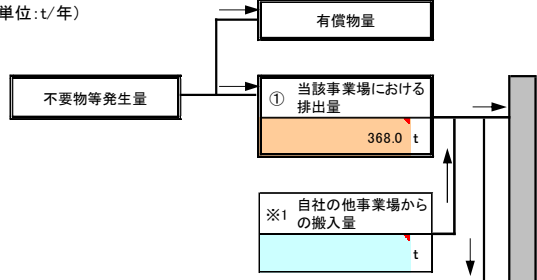 単位:t/年)
有償物量
不要物等発生量
① 当該事業場における
排出量
368.0 t
※1 自社の他事業場から
の搬入量
t